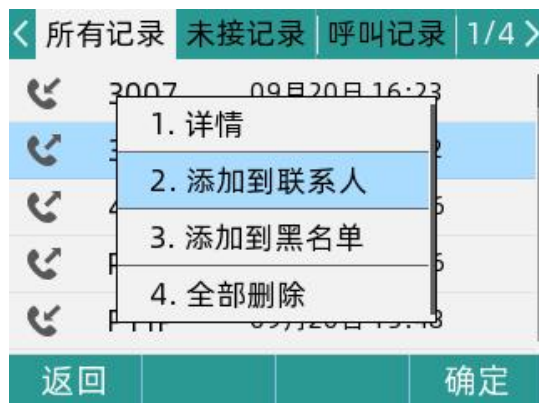 所有记录 未接记录 呼叫记录 1/4
3007 09月20日 16:23
1. 详情
2. 添加到联系人
3. 添加到黑名单
4. 全部删除
返回 确定